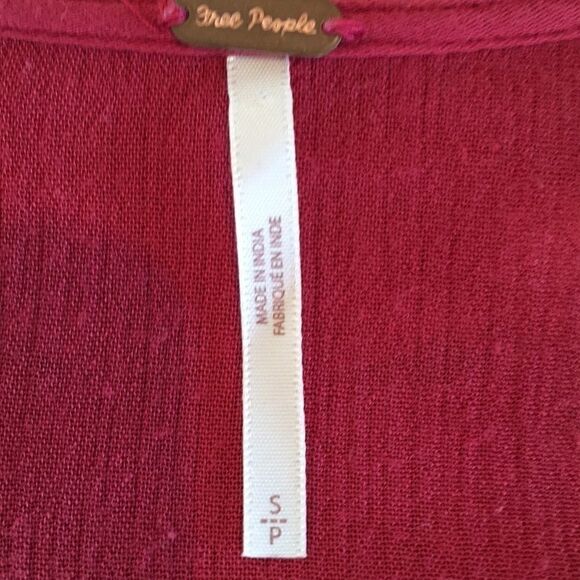 Free People
MADE IN INDIA
FABRIQUÉ EN INDE
S
P